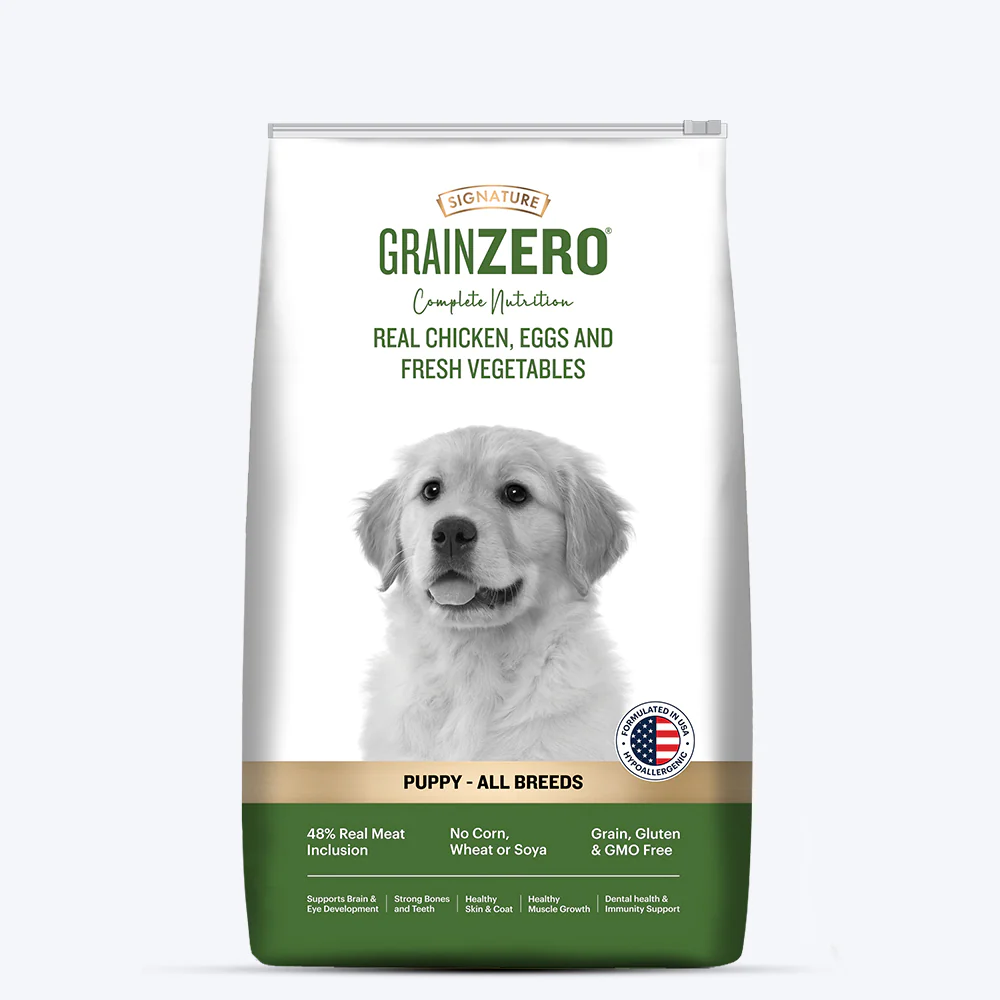 SIGNATURE
GRAINZERO®
Complete Nutrition
REAL CHICKEN, EGGS AND
FRESH VEGETABLES
FORMULATED IN USA
• HYPOALLERGENIC •
PUPPY - ALL BREEDS
48% Real Meat
Inclusion
No Corn,
Wheat or Soya
Grain, Gluten
& GMO Free
Supports Brain &
Eye Development
Strong Bones
and Teeth
Healthy
Skin & Coat
Healthy
Muscle Growth
Dental health &
Immunity Support